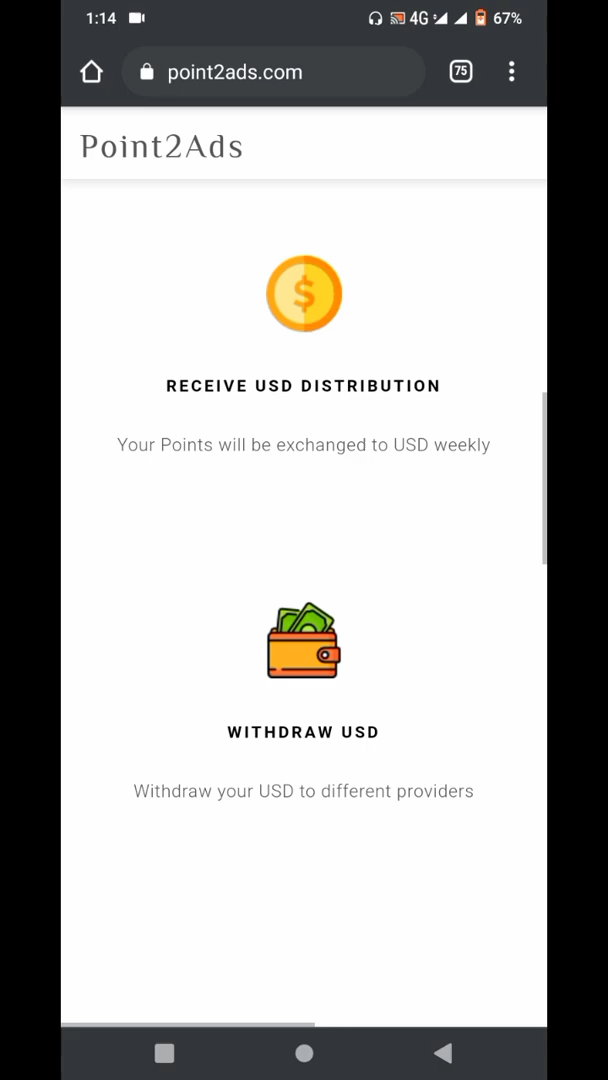 1:14 4G 67%
point2ads.com 75
Point2Ads
$
RECEIVE USD DISTRIBUTION
Your Points will be exchanged to USD weekly
WITHDRAW USD
Withdraw your USD to different providers